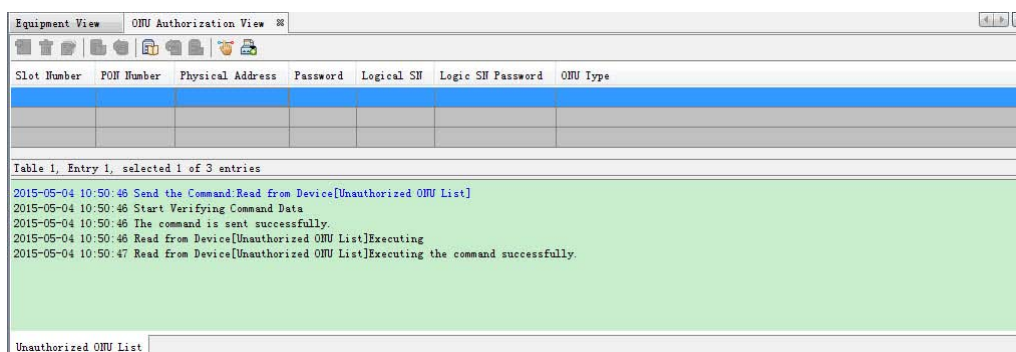 Equipment View ONU Authorization View
Slot Number PON Number Physical Address Password Logical SN Logic SN Password ONU Type
Table 1, Entry 1, selected 1 of 3 entries
2015-05-04 10:50:46 Send the Command:Read from Device[Unauthorized ONU List]
2015-05-04 10:50:46 Start Verifying Command Data
2015-05-04 10:50:46 The command is sent successfully.
2015-05-04 10:50:46 Read from Device[Unauthorized ONU List]Executing
2015-05-04 10:50:47 Read from Device[Unauthorized ONU List]Executing the command successfully.
Unauthorized ONU List